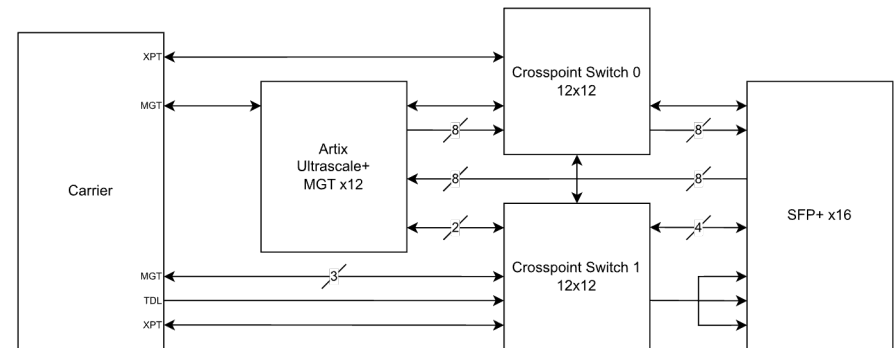 XPT
Crosspoint Switch 0
12x12
MGT
8
8
Artix
Ultrascale+
MGT x12
8
8
Carrier
SFP+ x16
2
4
Crosspoint Switch 1
12x12
MGT
3
TDL
XPT